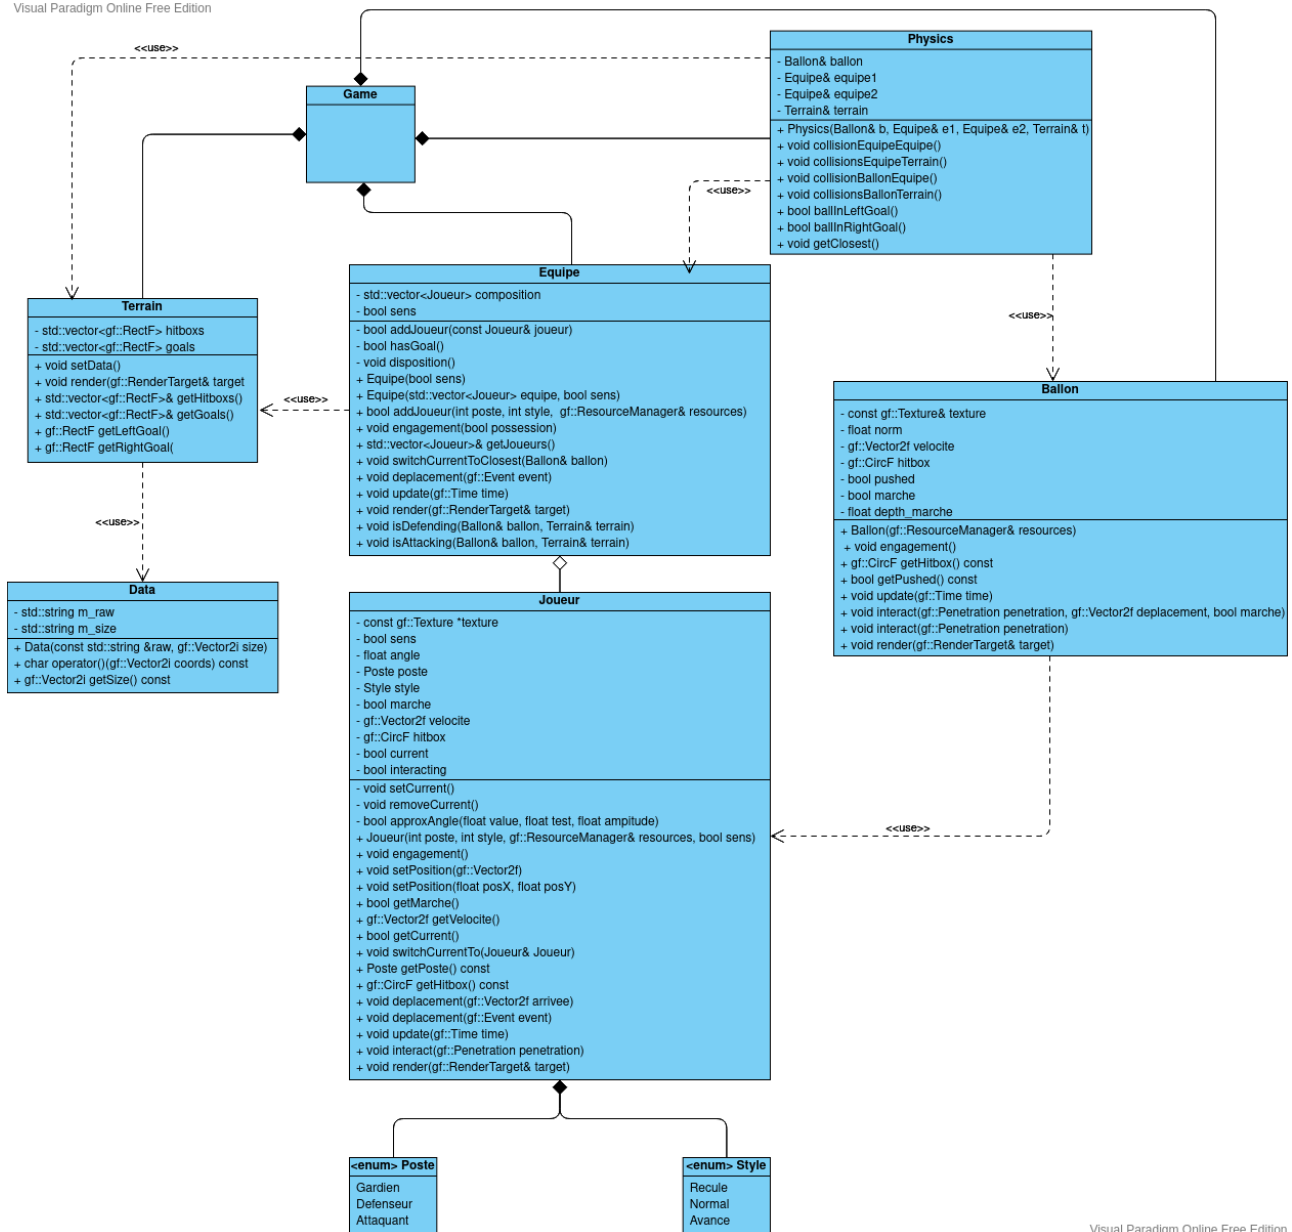 Visual Paradigm Online Free Edition
<<use>>
Physics
- Ballon& ballon
- Equipe& equipe1
- Equipe& equipe2
- Terrain& terrain
+ Physics(Ballon& b, Equipe& e1, Equipe& e2, Terrain& t)
+ void collisionEquipeEquipe()
+ void collisionsEquipeTerrain()
+ void collisionBallonEquipe()
+ void collisionsBallonTerrain()
+ bool ballInLeftGoal()
+ bool ballInRightGoal()
+ void getClosest()
Game
<<use>>
Equipe
- std::vector<Joueur> composition
- bool sens
- bool addJoueur(const Joueur& joueur)
- bool hasGoal()
- void disposition()
+ Equipe(bool sens)
+ Equipe(std::vector<Joueur> equipe, bool sens)
+ bool addJoueur(int poste, int style,  gf::ResourceManager& resources)
+ void engagement(bool possession)
+ std::vector<Joueur>& getJoueurs()
+ void switchCurrentToClosest(Ballon& ballon)
+ void deplacement(gf::Event event)
+ void update(gf::Time time)
+ void render(gf::RenderTarget& target)
+ void isDefending(Ballon& ballon, Terrain& terrain)
+ void isAttacking(Ballon& ballon, Terrain& terrain)
Terrain
- std::vector<gf::RectF> hitboxs
- std::vector<gf::RectF> goals
+ void setData()
+ void render(gf::RenderTarget& target
+ std::vector<gf::RectF>& getHitboxs()
+ std::vector<gf::RectF>& getGoals()
+ gf::RectF getLeftGoal()
+ gf::RectF getRightGoal(
<<use>>
<<use>>
<<use>>
Ballon
- const gf::Texture& texture
- float norm
- gf::Vector2f velocite
- gf::CircF hitbox
- bool pushed
- bool marche
- float depth_marche
+ Ballon(gf::ResourceManager& resources)
+ void engagement()
+ gf::CircF getHitbox() const
+ bool getPushed() const
+ void update(gf::Time time)
+ void interact(gf::Penetration penetration, gf::Vector2f deplacement, bool marche)
+ void interact(gf::Penetration penetration)
+ void render(gf::RenderTarget& target)
Data
- std::string m_raw
- std::string m_size
+ Data(const std::string &raw, gf::Vector2i size)
+ char operator()(gf::Vector2i coords) const
+ gf::Vector2i getSize() const
Joueur
- const gf::Texture *texture
- bool sens
- float angle
- Poste poste
- Style style
- bool marche
- gf::Vector2f velocite
- gf::CircF hitbox
- bool current
- bool interacting
- void setCurrent()
- void removeCurrent()
- bool approxAngle(float value, float test, float ampitude)
+ Joueur(int poste, int style, gf::ResourceManager& resources, bool sens)
+ void engagement()
+ void setPosition(gf::Vector2f)
+ void setPosition(float posX, float posY)
+ bool getMarche()
+ gf::Vector2f getVelocite()
+ bool getCurrent()
+ void switchCurrentTo(Joueur& Joueur)
+ Poste getPoste() const
+ gf::CircF getHitbox() const
+ void deplacement(gf::Vector2f arrivee)
+ void deplacement(gf::Event event)
+ void update(gf::Time time)
+ void interact(gf::Penetration penetration)
+ void render(gf::RenderTarget& target)
<<use>>
<enum> Poste
Gardien
Defenseur
Attaquant
<enum> Style
Recule
Normal
Avance
Visual Paradigm Online Free Edition